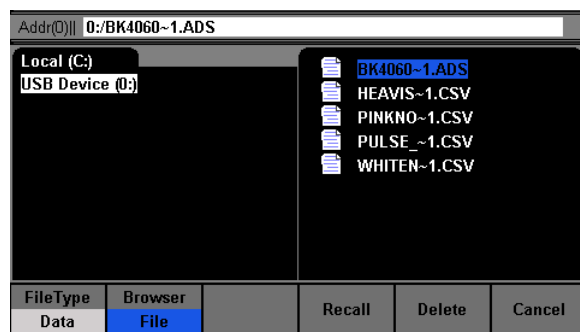 Addr(0)|| 0:/BK4060~1.ADS
Local (C:)
USB Device (0:)
BK4060~1.ADS
HEAVIS~1.CSV
PINKNO~1.CSV
PULSE_~1.CSV
WHITEN~1.CSV
FileType Browser
Data File
Recall Delete Cancel